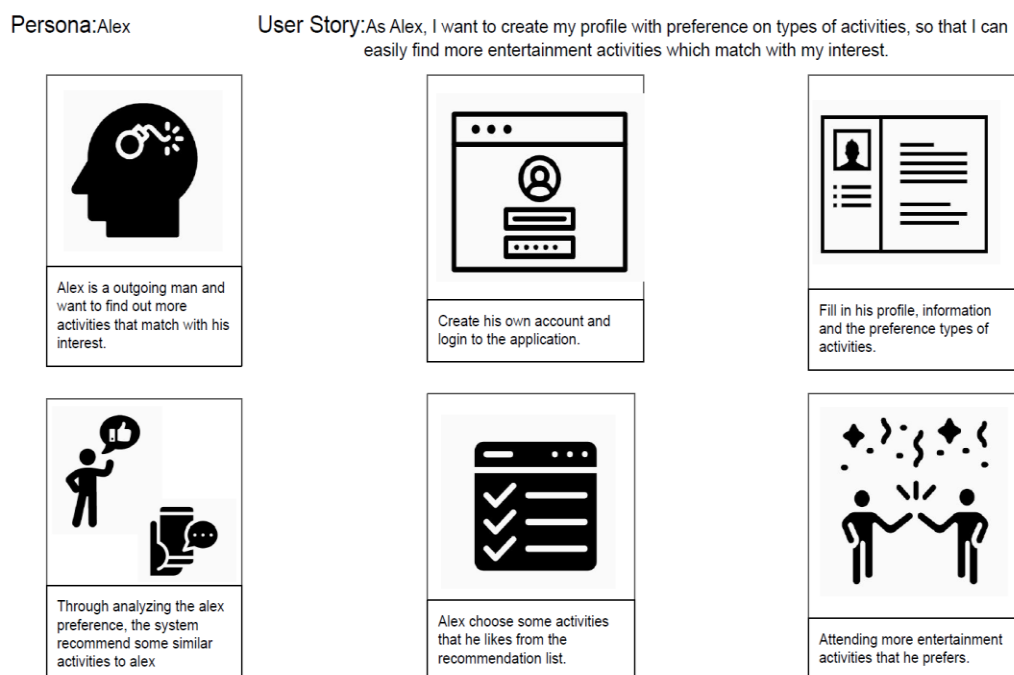 Persona:Alex
User Story:As Alex, I want to create my profile with preference on types of activities, so that I can
easily find more entertainment activities which match with my interest.
Alex is a outgoing man and
want to find out more
activities that match with his
interest.
Create his own account and
login to the application.
Fill in his profile, information
and the preference types of
activities.
Through analyzing the alex
preference, the system
recommend some similar
activities to alex
Alex choose some activities
that he likes from the
recommendation list.
Attending more entertainment
activities that he prefers.